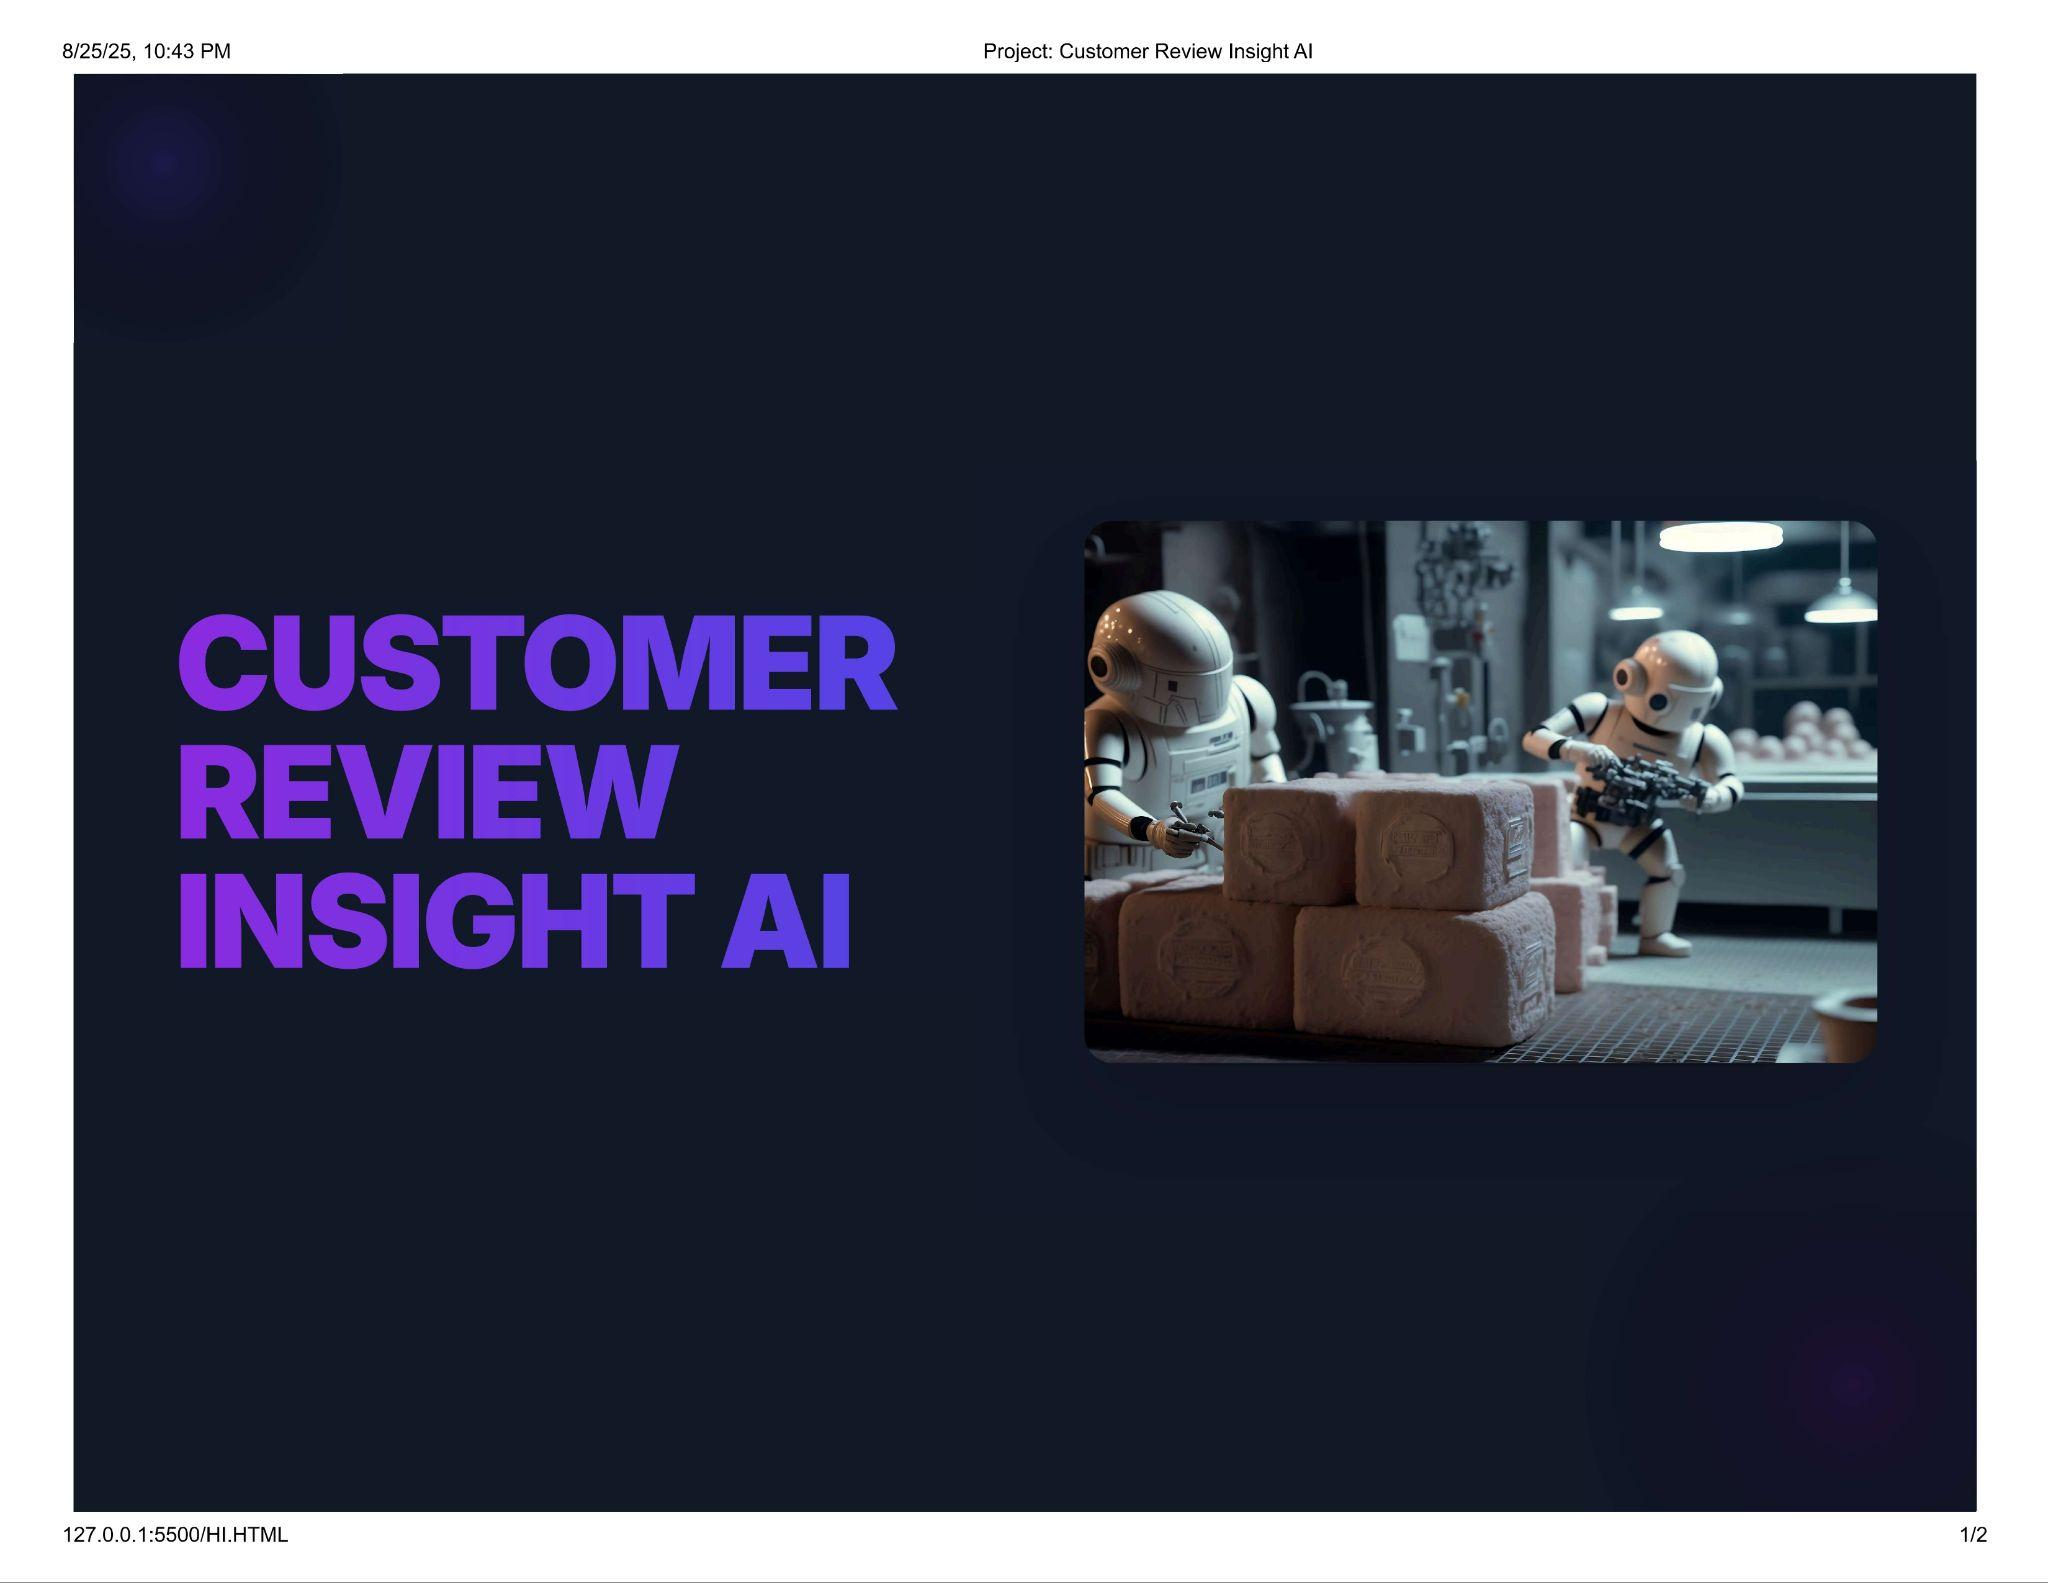 8/25/25, 10:43 PM
Project: Customer Review Insight AI
CUSTOMER
REVIEW
INSIGHT AI
127.0.0.1:5500/HI.HTML
1/2